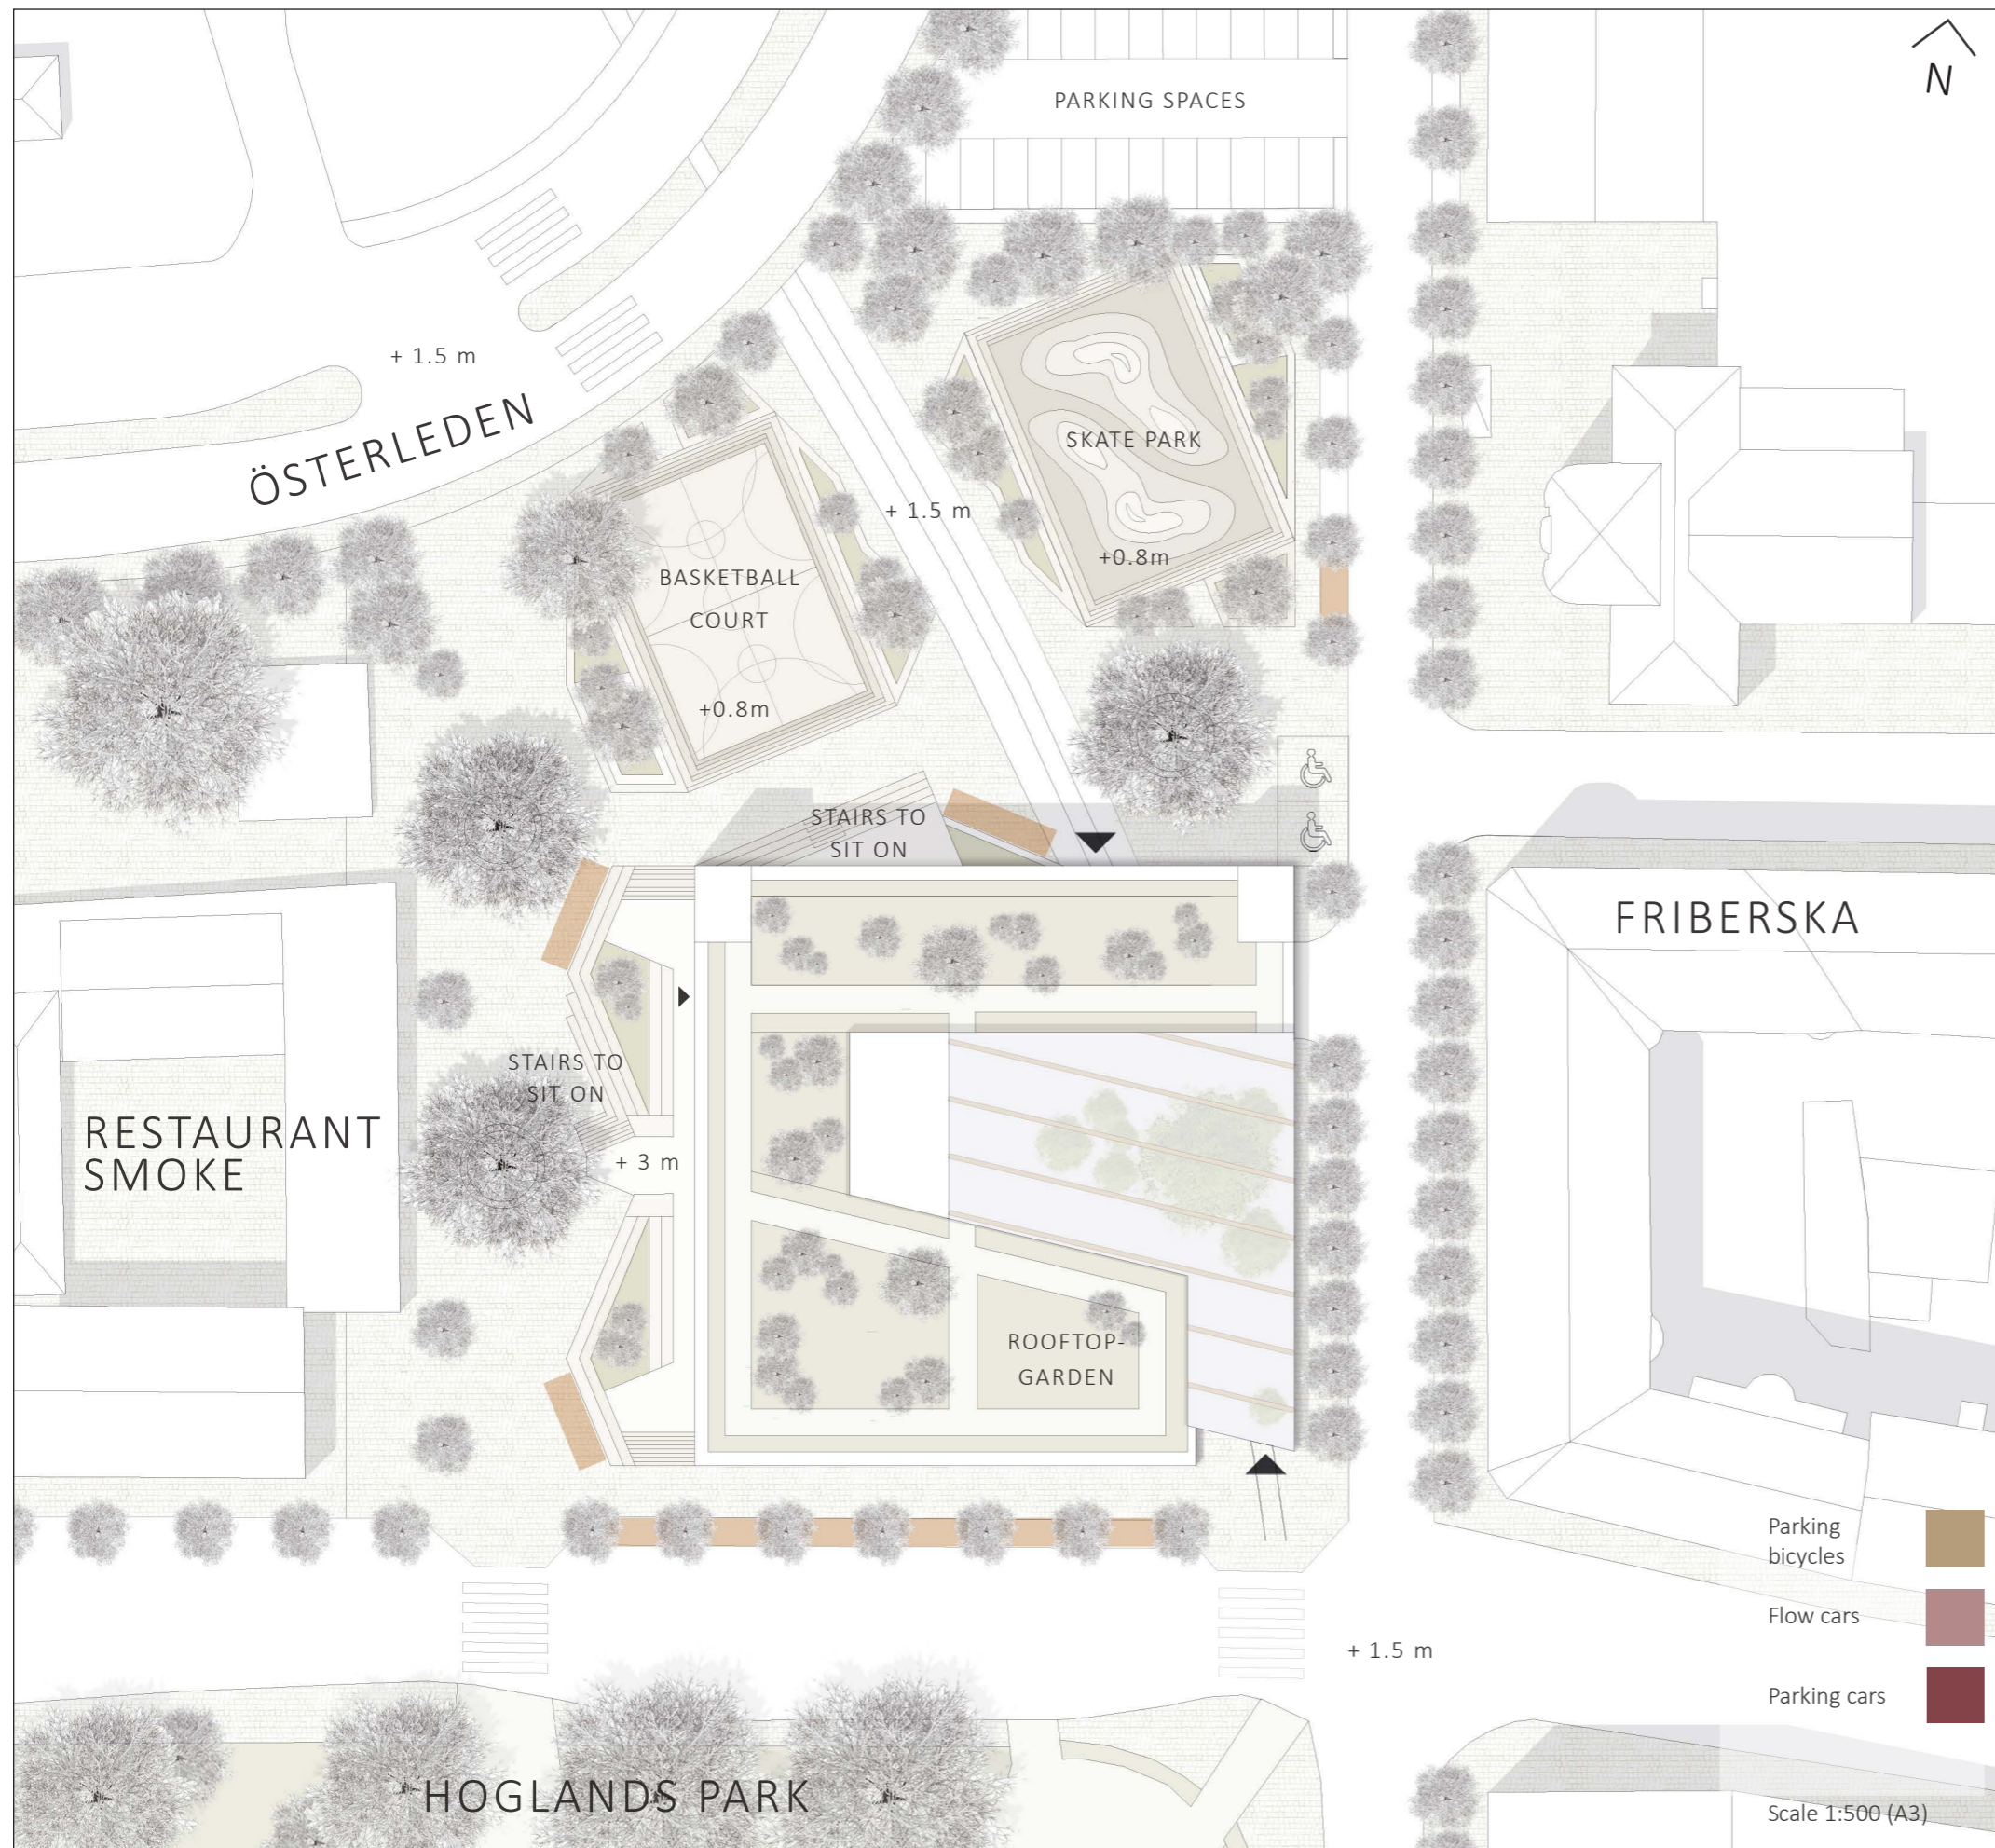 N
PARKING SPACES
+ 1.5 m
ÖSTERLEDEN
SKATE PARK
+ 1.5 m
+0.8m
BASKETBALL
COURT
+0.8m
STAIRS TO
SIT ON
FRIBERSKA
STAIRS TO
SIT ON
RESTAURANT
SMOKE
+ 3 m
ROOFTOP-
GARDEN
Parking
bicycles
Flow cars
+ 1.5 m
Parking cars
HOGLANDS PARK
Scale 1:500 (A3)